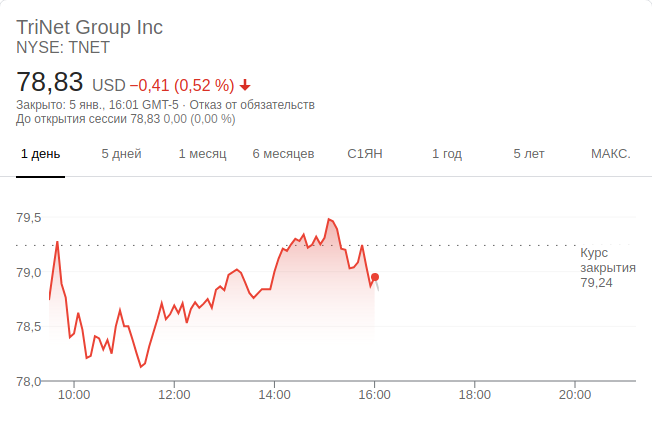 TriNet Group Inc
NYSE: TNET
78,83 USD −0,41 (0,52 %)
Закрыто: 5 янв., 16:01 GMT-5 · Отказ от обязательств
До открытия сессии 78,83 0,00 (0,00 %)
1 день 5 дней 1 месяц 6 месяцев С1ЯН 1 год 5 лет МАКС.
79,5
Курс
закрытия
79,24
79,0
78,5
78,0
10:00 12:00 14:00 16:00 18:00 20:00